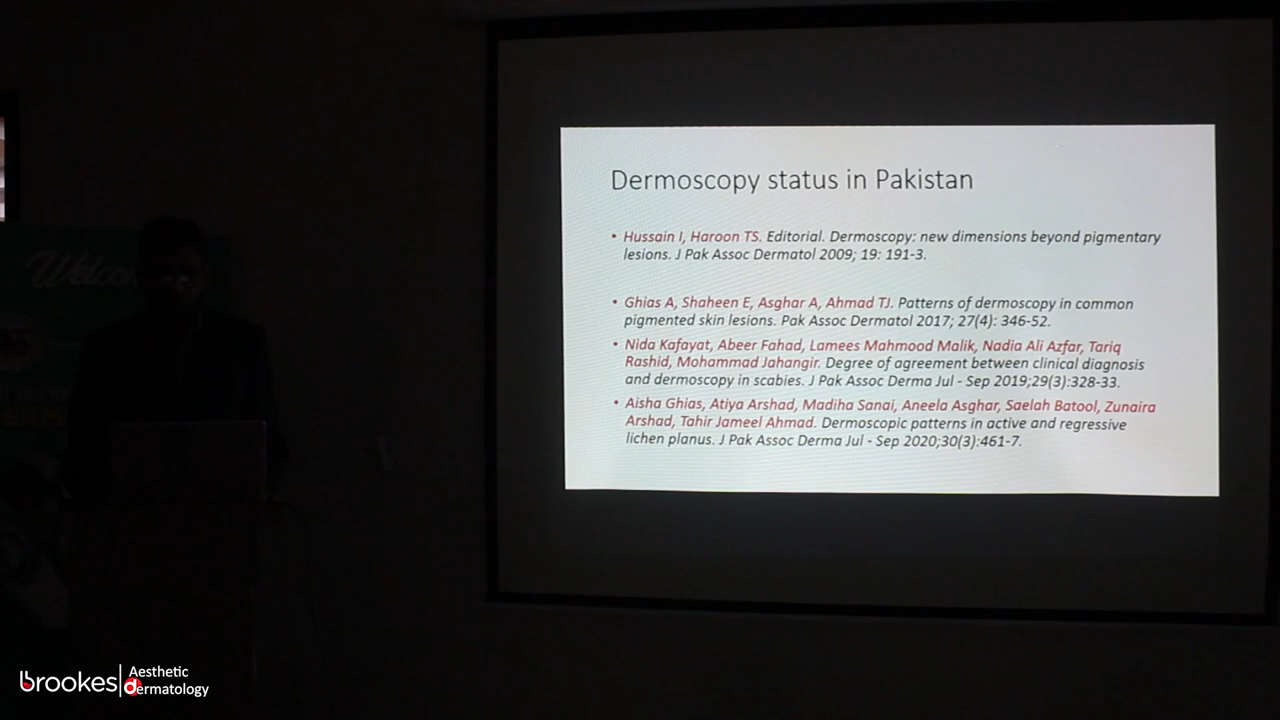 Dermoscopy status in Pakistan
• Hussain I, Haroon TS. Editorial. Dermoscopy: new dimensions beyond pigmentary
lesions. J Pak Assoc Dermatol 2009; 19: 191-3.
• Ghias A, Shaheen E, Asghar A, Ahmad TJ. Patterns of dermoscopy in common
pigmented skin lesions. Pak Assoc Dermatol 2017; 27(4): 346-52.
• Nida Kafayat, Abeer Fahad, Lamees Mahmood Malik, Nadia Ali Azfar, Tariq
Rashid, Mohammad Jahangir. Degree of agreement between clinical diagnosis
and dermoscopy in scabies. J Pak Assoc Derma Jul - Sep 2019;29(3):328-33.
• Aisha Ghias, Atiya Arshad, Madiha Sanai, Aneela Asghar, Saelah Batool, Zunaira
Arshad, Tahir Jameel Ahmad. Dermoscopic patterns in active and regressive
lichen planus. J Pak Assoc Derma Jul - Sep 2020;30(3):461-7.
brookes
Aesthetic
dermatology